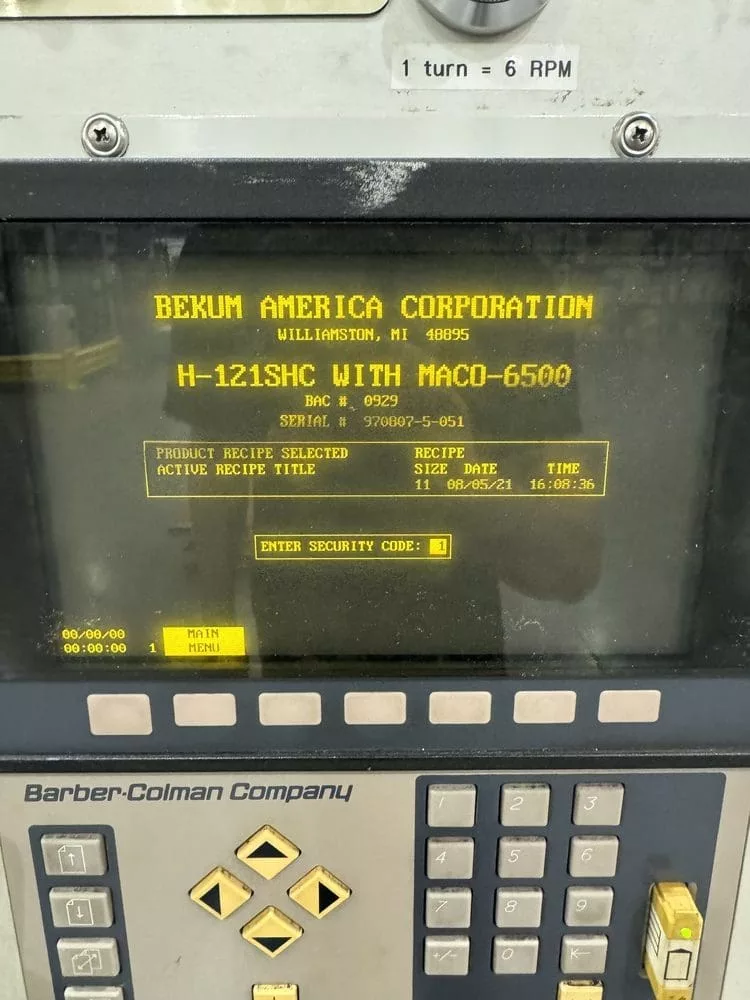 1 turn = 6 RPM
BEKUM AMERICA CORPORATION
WILLIAMSTON, MI 48895
H-121SHC WITH MACO-6500
BAC # 0929
SERIAL # 970807-5-051
PRODUCT RECIPE SELECTED RECIPE
ACTIVE RECIPE TITLE SIZE DATE TIME
11 08/05/21 16:08:36
ENTER SECURITY CODE: 1
00/00/00 MAIN
00:00:00 1 MENU
Barber-Colman Company
1 2 3
4 5 6
7 8 9
+/- 0 K←